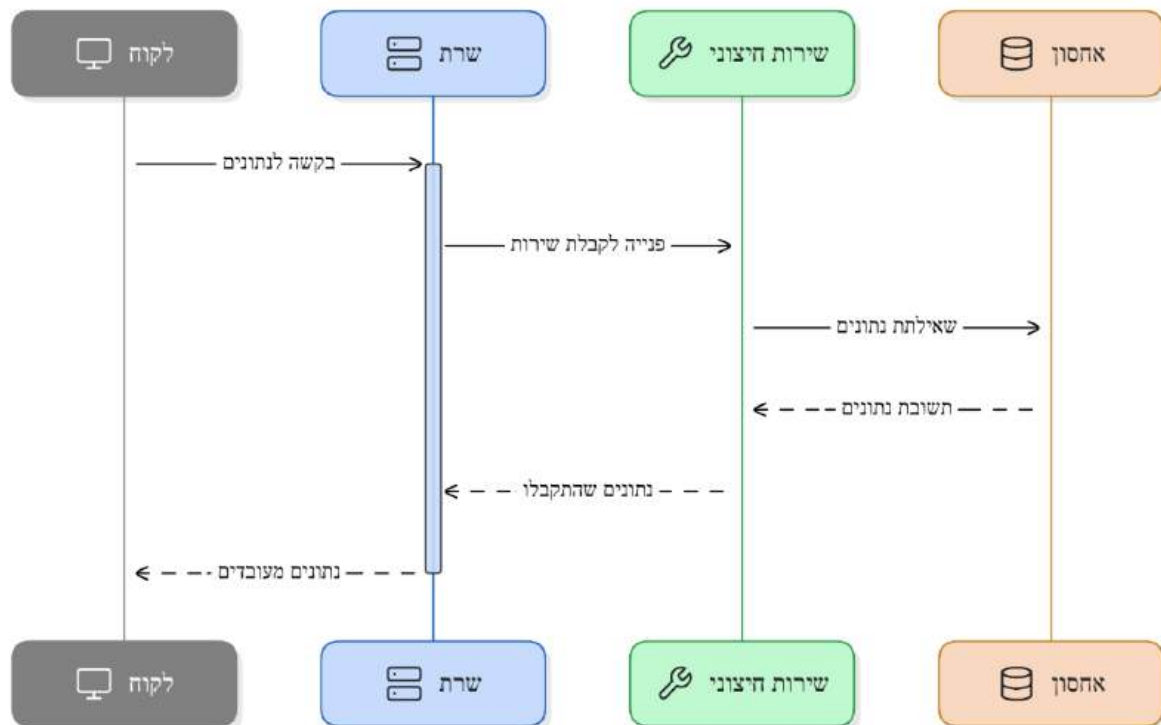 לקוח
שרת
שירות חיצוני
אחסון
בקשה לנתונים
פנייה לקבלת שירות
שאילתת נתונים
תשובת נתונים
נתונים שהתקבלו
נתונים מעובדים
לקוח
שרת
שירות חיצוני
אחסון